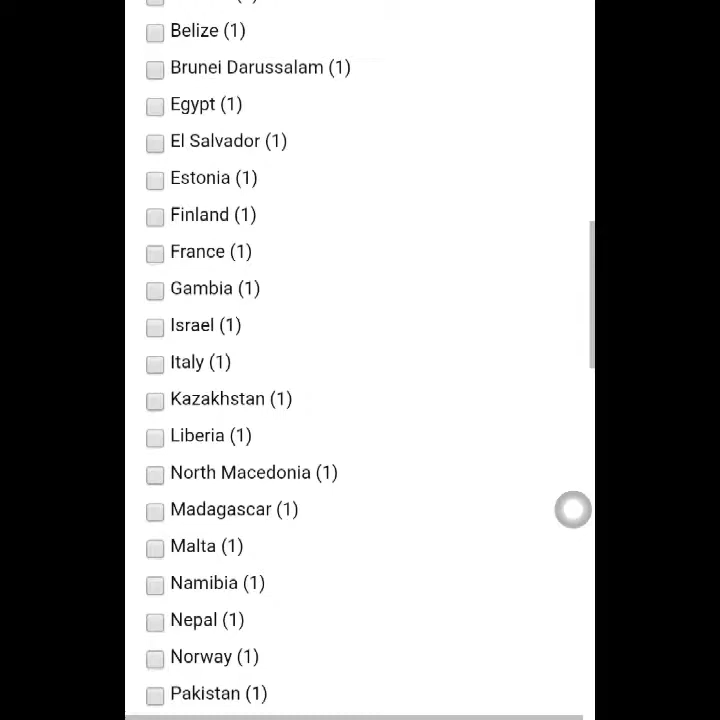 Belize (1)
Brunei Darussalam (1)
Egypt (1)
El Salvador (1)
Estonia (1)
Finland (1)
France (1)
Gambia (1)
Israel (1)
Italy (1)
Kazakhstan (1)
Liberia (1)
North Macedonia (1)
Madagascar (1)
Malta (1)
Namibia (1)
Nepal (1)
Norway (1)
Pakistan (1)